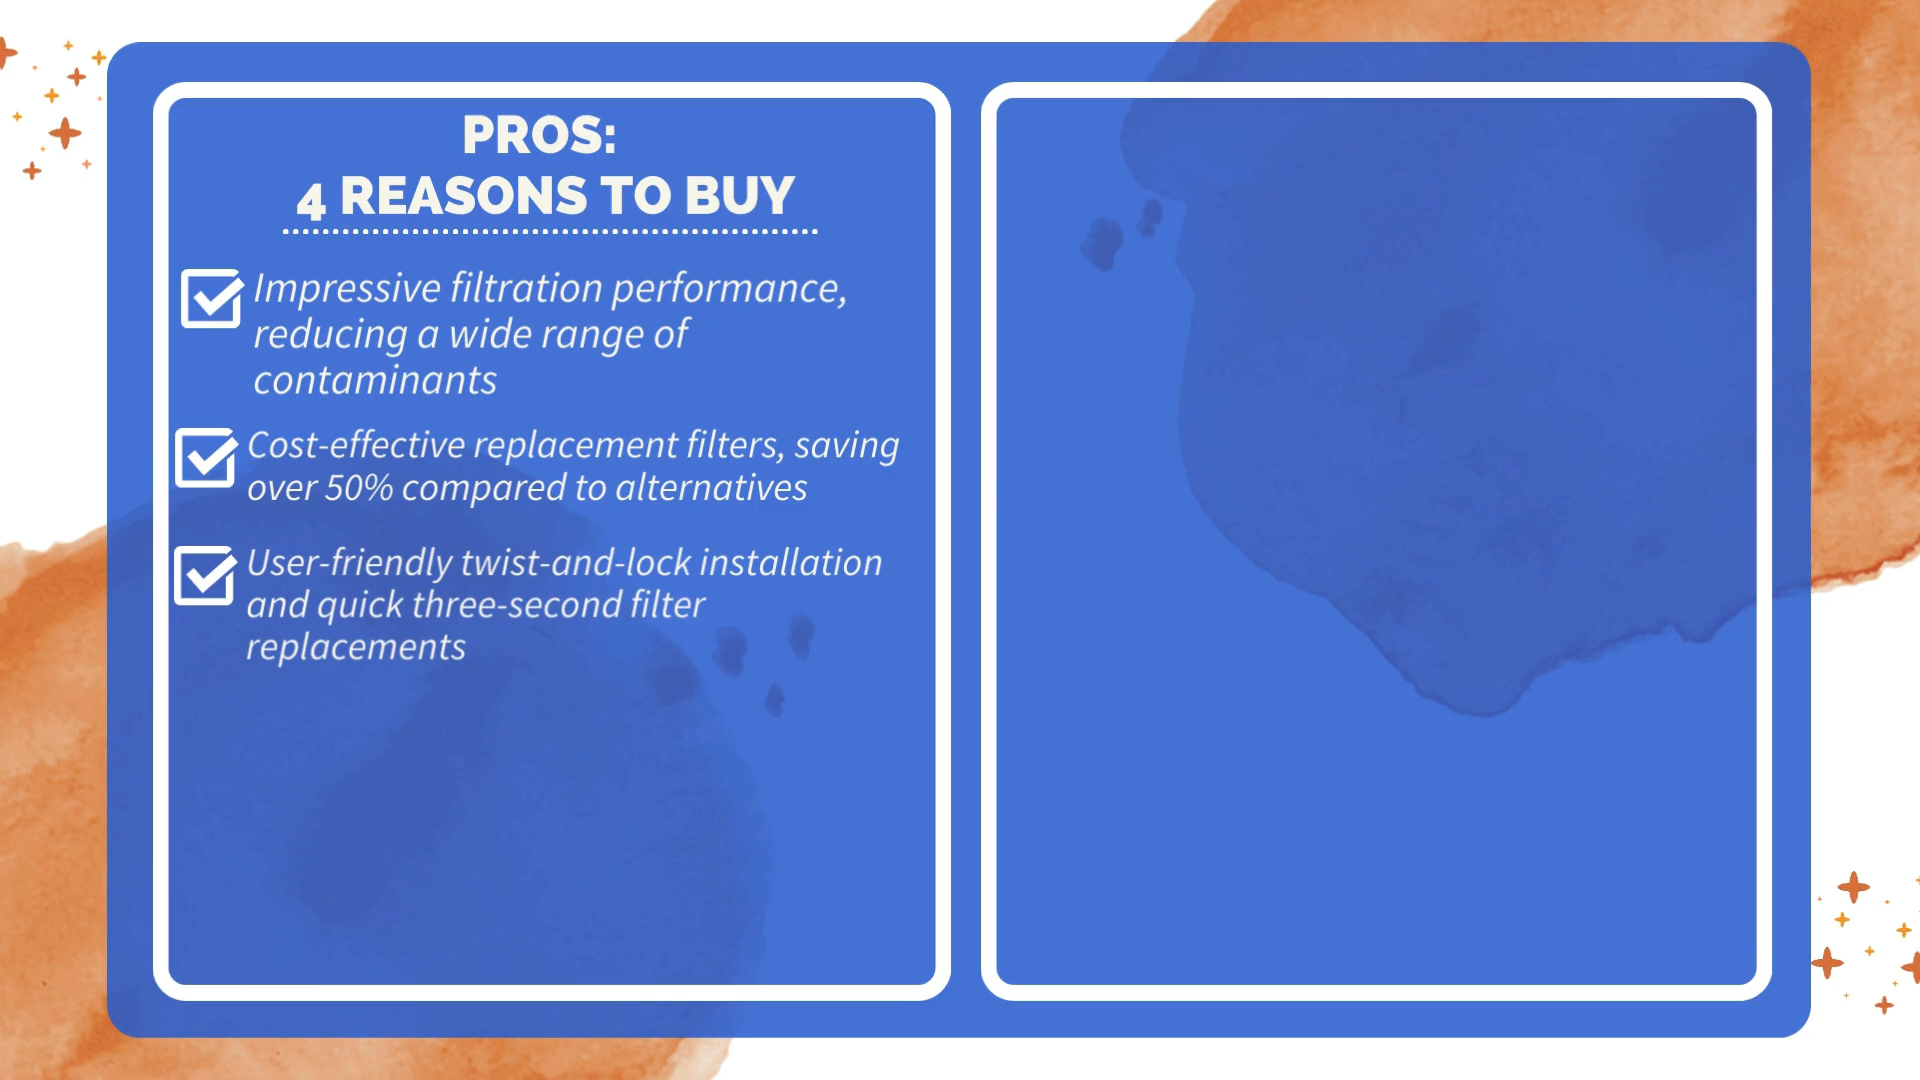 PROS:
4 REASONS TO BUY
Impressive filtration performance,
reducing a wide range of
contaminants
Cost-effective replacement filters, saving
over 50% compared to alternatives
User-friendly twist-and-lock installation
and quick three-second filter
replacements